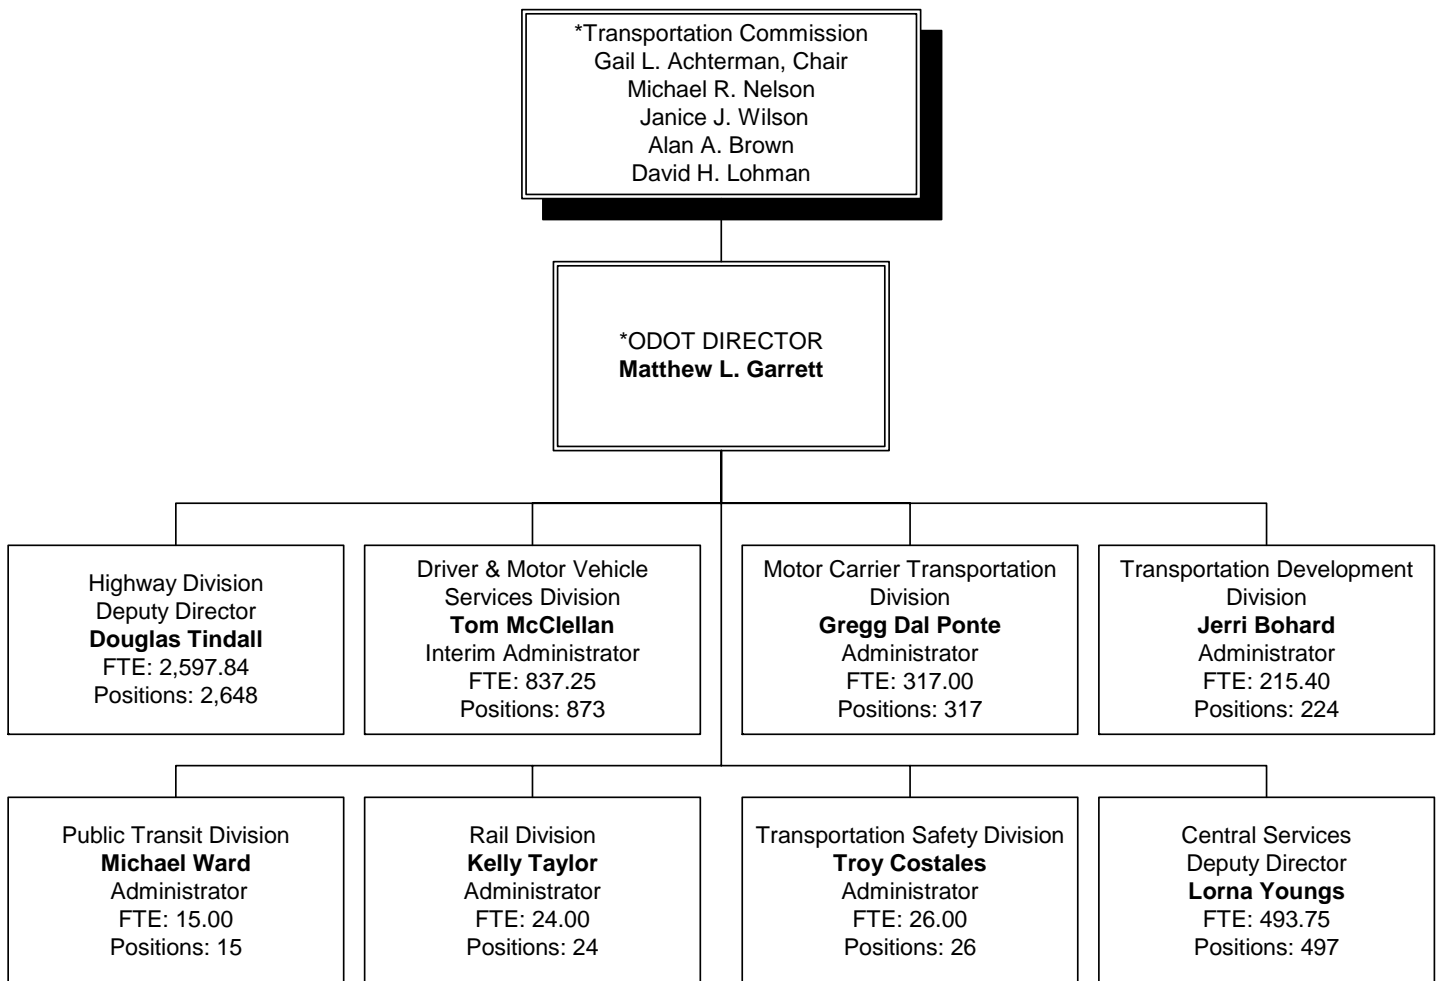 *Transportation Commission
Gail L. Achterman, Chair
Michael R. Nelson
Janice J. Wilson
Alan A. Brown
David H. Lohman
*ODOT DIRECTOR
Matthew L. Garrett
Highway Division
Deputy Director
Douglas Tindall
FTE: 2,597.84
Positions: 2,648
Driver & Motor Vehicle
Services Division
Tom McClellan
Interim Administrator
FTE: 837.25
Positions: 873
Motor Carrier Transportation
Division
Gregg Dal Ponte
Administrator
FTE: 317.00
Positions: 317
Transportation Development
Division
Jerri Bohard
Administrator
FTE: 215.40
Positions: 224
Public Transit Division
Michael Ward
Administrator
FTE: 15.00
Positions: 15
Rail Division
Kelly Taylor
Administrator
FTE: 24.00
Positions: 24
Transportation Safety Division
Troy Costales
Administrator
FTE: 26.00
Positions: 26
Central Services
Deputy Director
Lorna Youngs
FTE: 493.75
Positions: 497